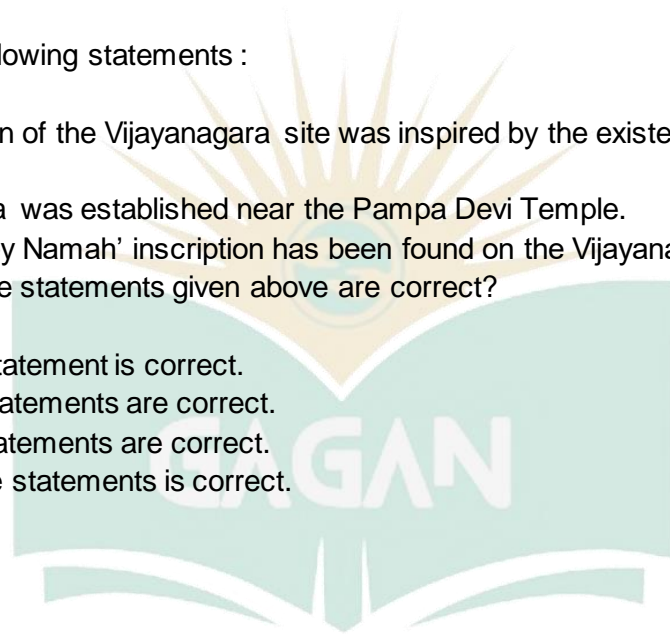 lowing statements :
n of the Vijayanagara site was inspired by the existe
a was established near the Pampa Devi Temple.
y Namah’ inscription has been found on the Vijayana
e statements given above are correct?
tatement is correct.
atements are correct.
atements are correct.
e statements is correct.
GAGAN